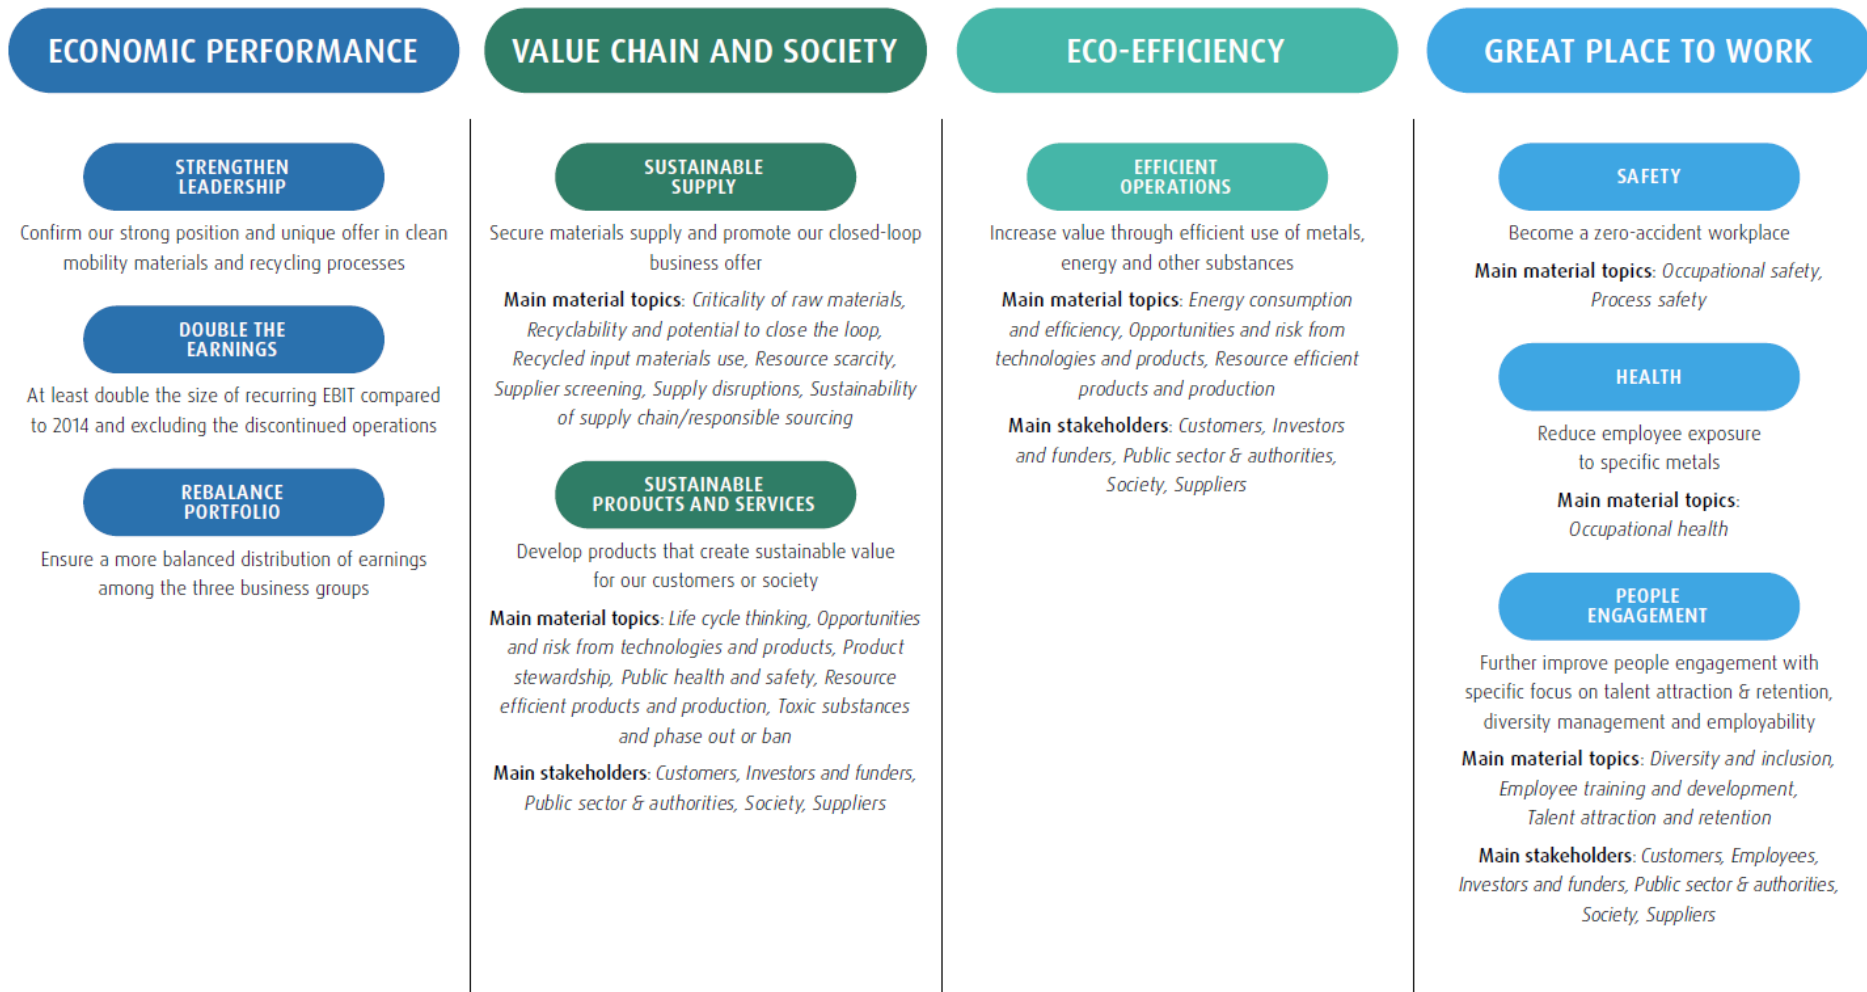 ECONOMIC PERFORMANCE
STRENGTHEN
LEADERSHIP
Confirm our strong position and unique offer in clean
mobility materials and recycling processes
DOUBLE THE
EARNINGS
At least double the size of recurring EBIT compared
to 2014 and excluding the discontinued operations
REBALANCE
PORTFOLIO
Ensure a more balanced distribution of earnings
among the three business groups
VALUE CHAIN AND SOCIETY
SUSTAINABLE
SUPPLY
Secure materials supply and promote our closed-loop
business offer
Main material topics: Criticality of raw materials,
Recyclability and potential to close the loop,
Recycled input materials use, Resource scarcity,
Supplier screening, Supply disruptions, Sustainability
of supply chain/responsible sourcing
SUSTAINABLE
PRODUCTS AND SERVICES
Develop products that create sustainable value
for our customers or society
Main material topics: Life cycle thinking, Opportunities
and risk from technologies and products, Product
stewardship, Public health and safety, Resource
efficient products and production, Toxic substances
and phase out or ban
Main stakeholders: Customers, Investors and funders,
Public sector & authorities, Society, Suppliers
ECO-EFFICIENCY
EFFICIENT
OPERATIONS
Increase value through efficient use of metals,
energy and other substances
Main material topics: Energy consumption
and efficiency, Opportunities and risk from
technologies and products, Resource efficient
products and production
Main stakeholders: Customers, Investors
and funders, Public sector & authorities,
Society, Suppliers
GREAT PLACE TO WORK
SAFETY
Become a zero-accident workplace
Main material topics: Occupational safety,
Process safety
HEALTH
Reduce employee exposure
to specific metals
Main material topics:
Occupational health
PEOPLE
ENGAGEMENT
Further improve people engagement with
specific focus on talent attraction & retention,
diversity management and employability
Main material topics: Diversity and inclusion,
Employee training and development,
Talent attraction and retention
Main stakeholders: Customers, Employees,
Investors and funders, Public sector & authorities,
Society, Suppliers